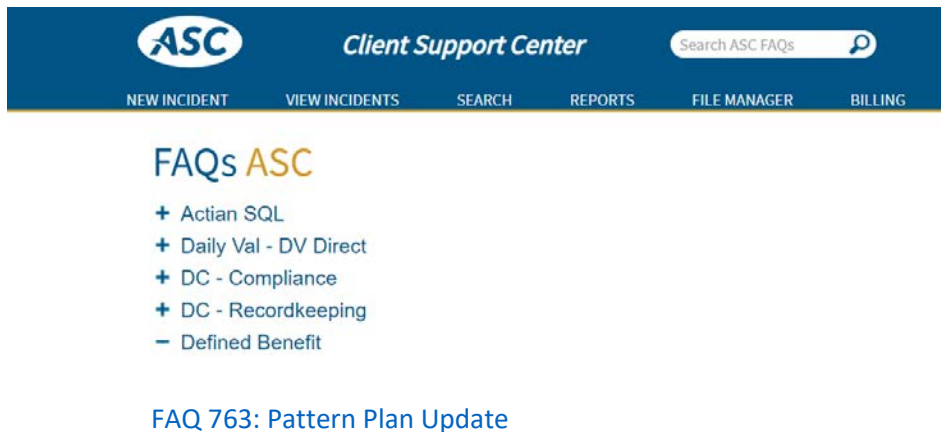 ASC
Client Support Center
Search ASC FAQs
NEW INCIDENT VIEW INCIDENTS SEARCH REPORTS FILE MANAGER BILLING
FAQs ASC
+ Actian SQL
+ Daily Val - DV Direct
+ DC - Compliance
+ DC - Recordkeeping
− Defined Benefit
FAQ 763: Pattern Plan Update